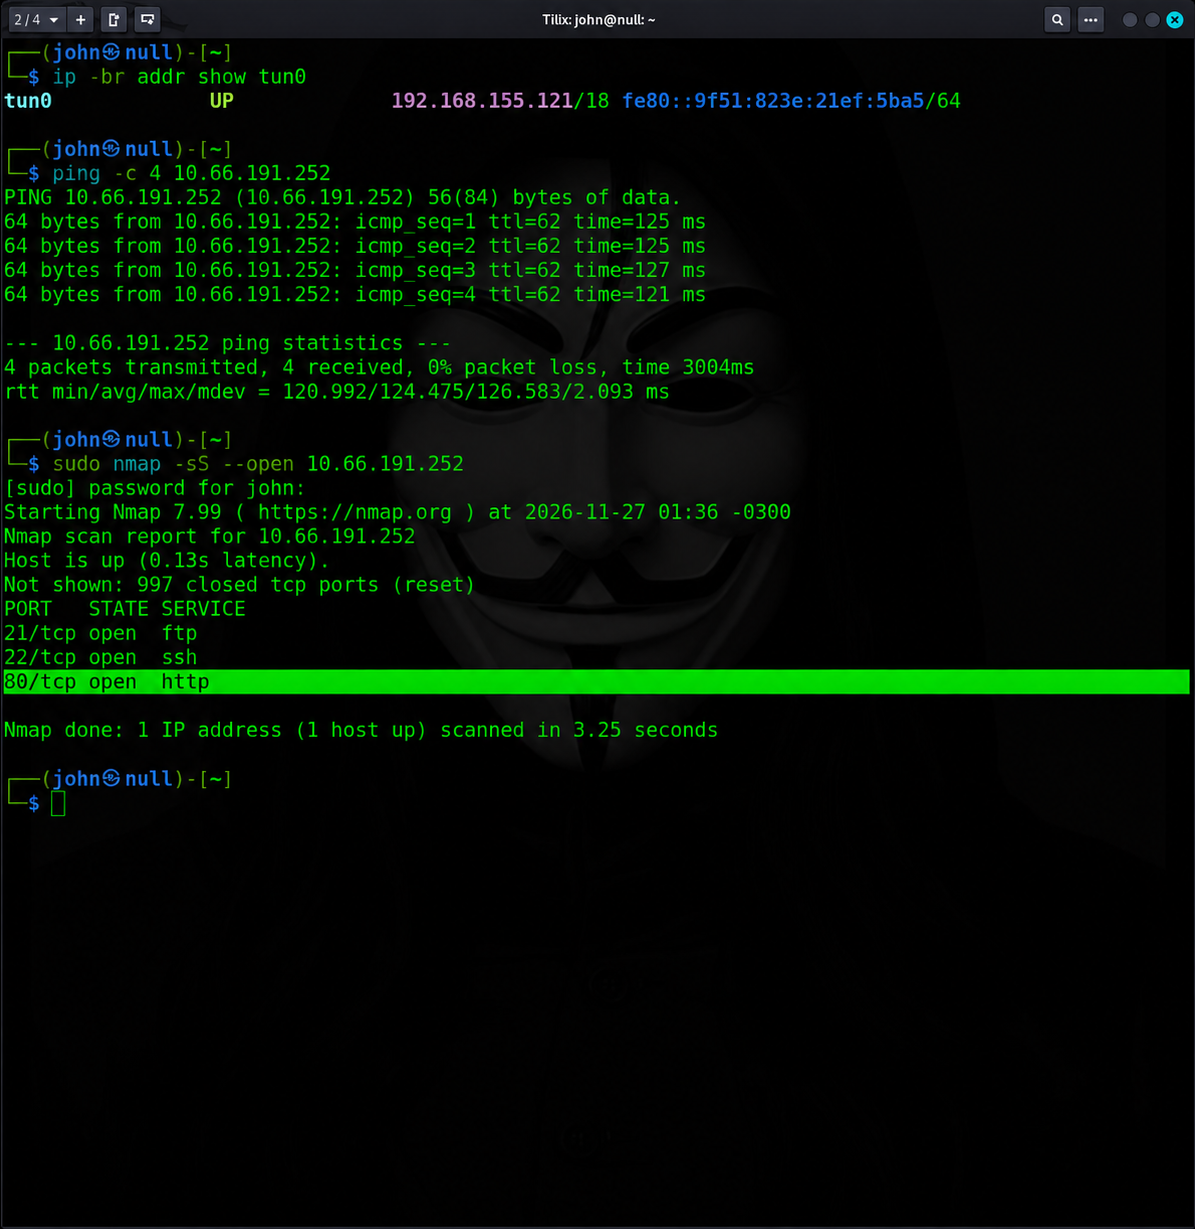 2 / 4
Tilix: john@null: ~
┌──(john㉿null)-[~]
└─$ ip -br addr show tun0
tun0             UP             192.168.155.121/18 fe80::9f51:823e:21ef:5ba5/64
┌──(john㉿null)-[~]
└─$ ping -c 4 10.66.191.252
PING 10.66.191.252 (10.66.191.252) 56(84) bytes of data.
64 bytes from 10.66.191.252: icmp_seq=1 ttl=62 time=125 ms
64 bytes from 10.66.191.252: icmp_seq=2 ttl=62 time=125 ms
64 bytes from 10.66.191.252: icmp_seq=3 ttl=62 time=127 ms
64 bytes from 10.66.191.252: icmp_seq=4 ttl=62 time=121 ms
--- 10.66.191.252 ping statistics ---
4 packets transmitted, 4 received, 0% packet loss, time 3004ms
rtt min/avg/max/mdev = 120.992/124.475/126.583/2.093 ms
┌──(john㉿null)-[~]
└─$ sudo nmap -sS --open 10.66.191.252
[sudo] password for john:
Starting Nmap 7.99 ( https://nmap.org ) at 2026-11-27 01:36 -0300
Nmap scan report for 10.66.191.252
Host is up (0.13s latency).
Not shown: 997 closed tcp ports (reset)
PORT   STATE SERVICE
21/tcp open  ftp
22/tcp open  ssh
80/tcp open  http
Nmap done: 1 IP address (1 host up) scanned in 3.25 seconds
┌──(john㉿null)-[~]
└─$